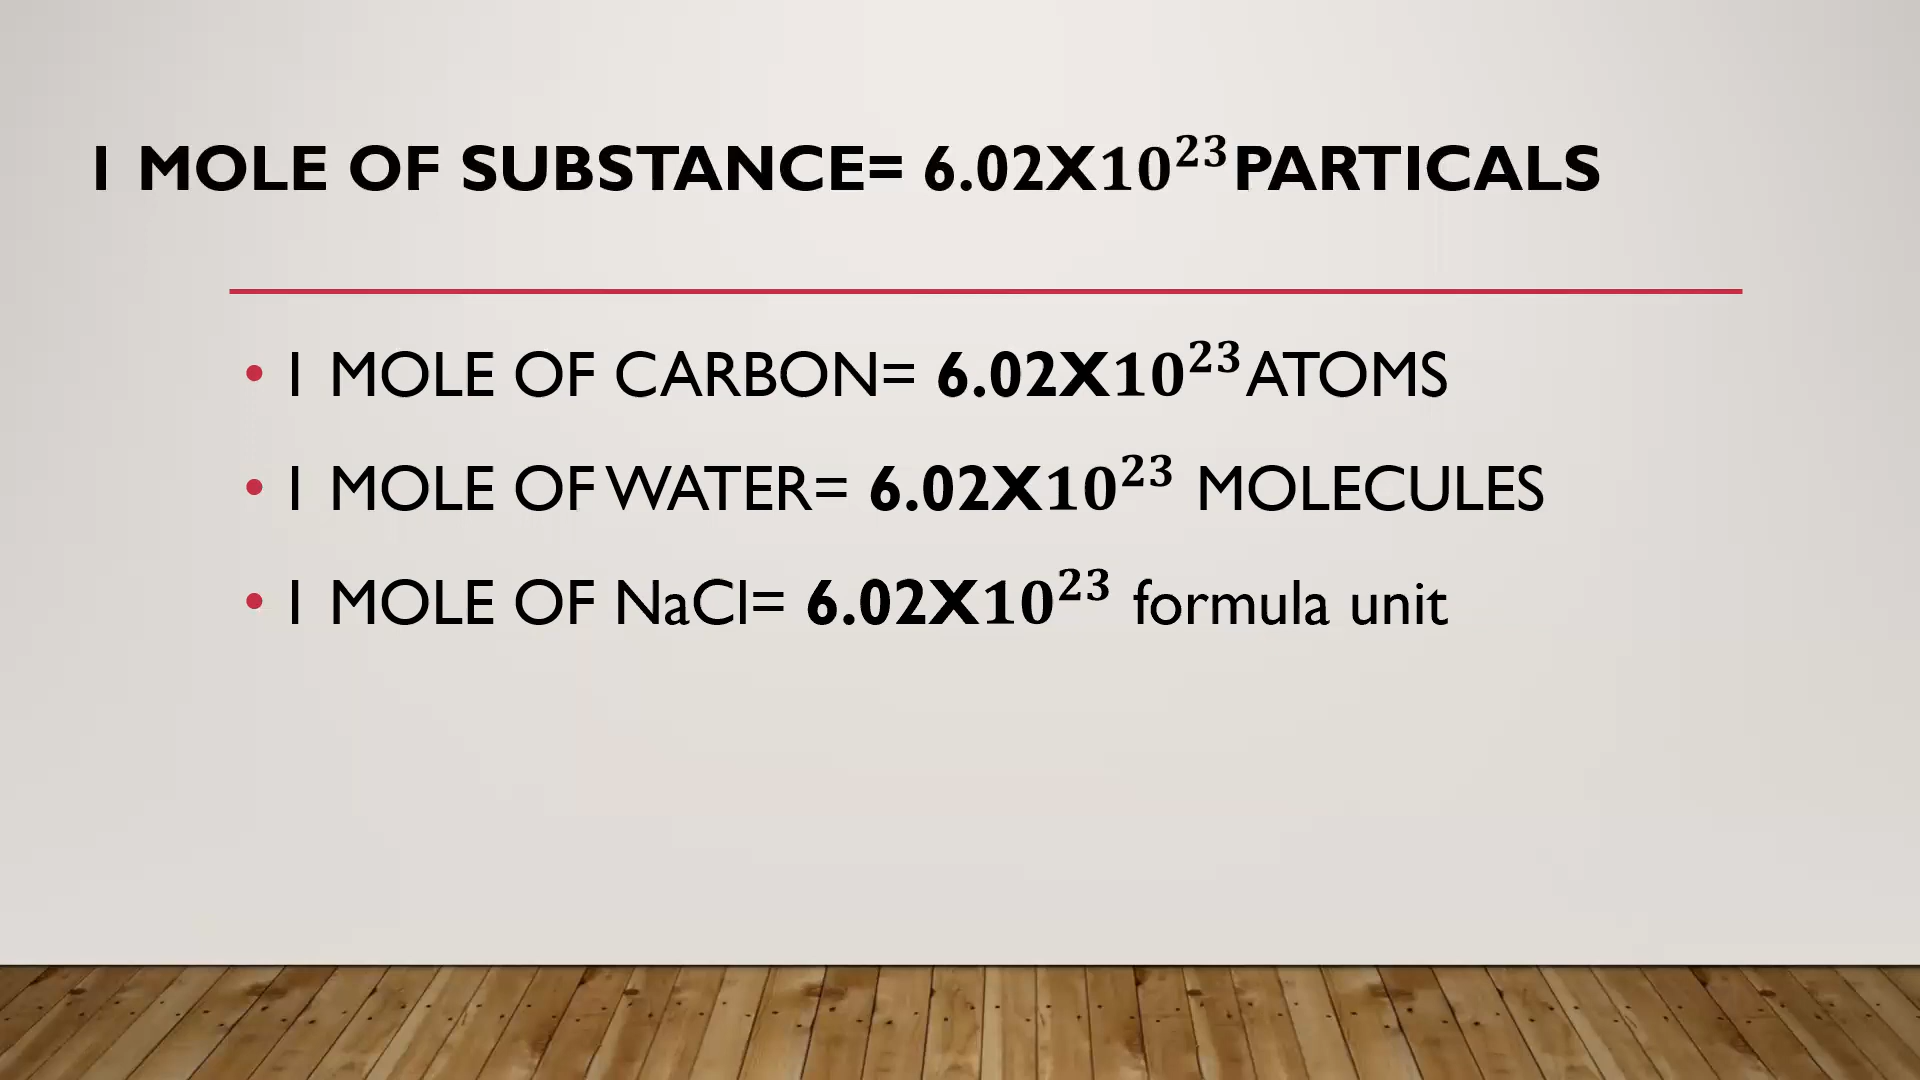 1 MOLE OF SUBSTANCE= 6.02X10²³PARTICALS
• 1 MOLE OF CARBON= 6.02X10²³ATOMS
• 1 MOLE OF WATER= 6.02X10²³ MOLECULES
• 1 MOLE OF NaCl= 6.02X10²³ formula unit